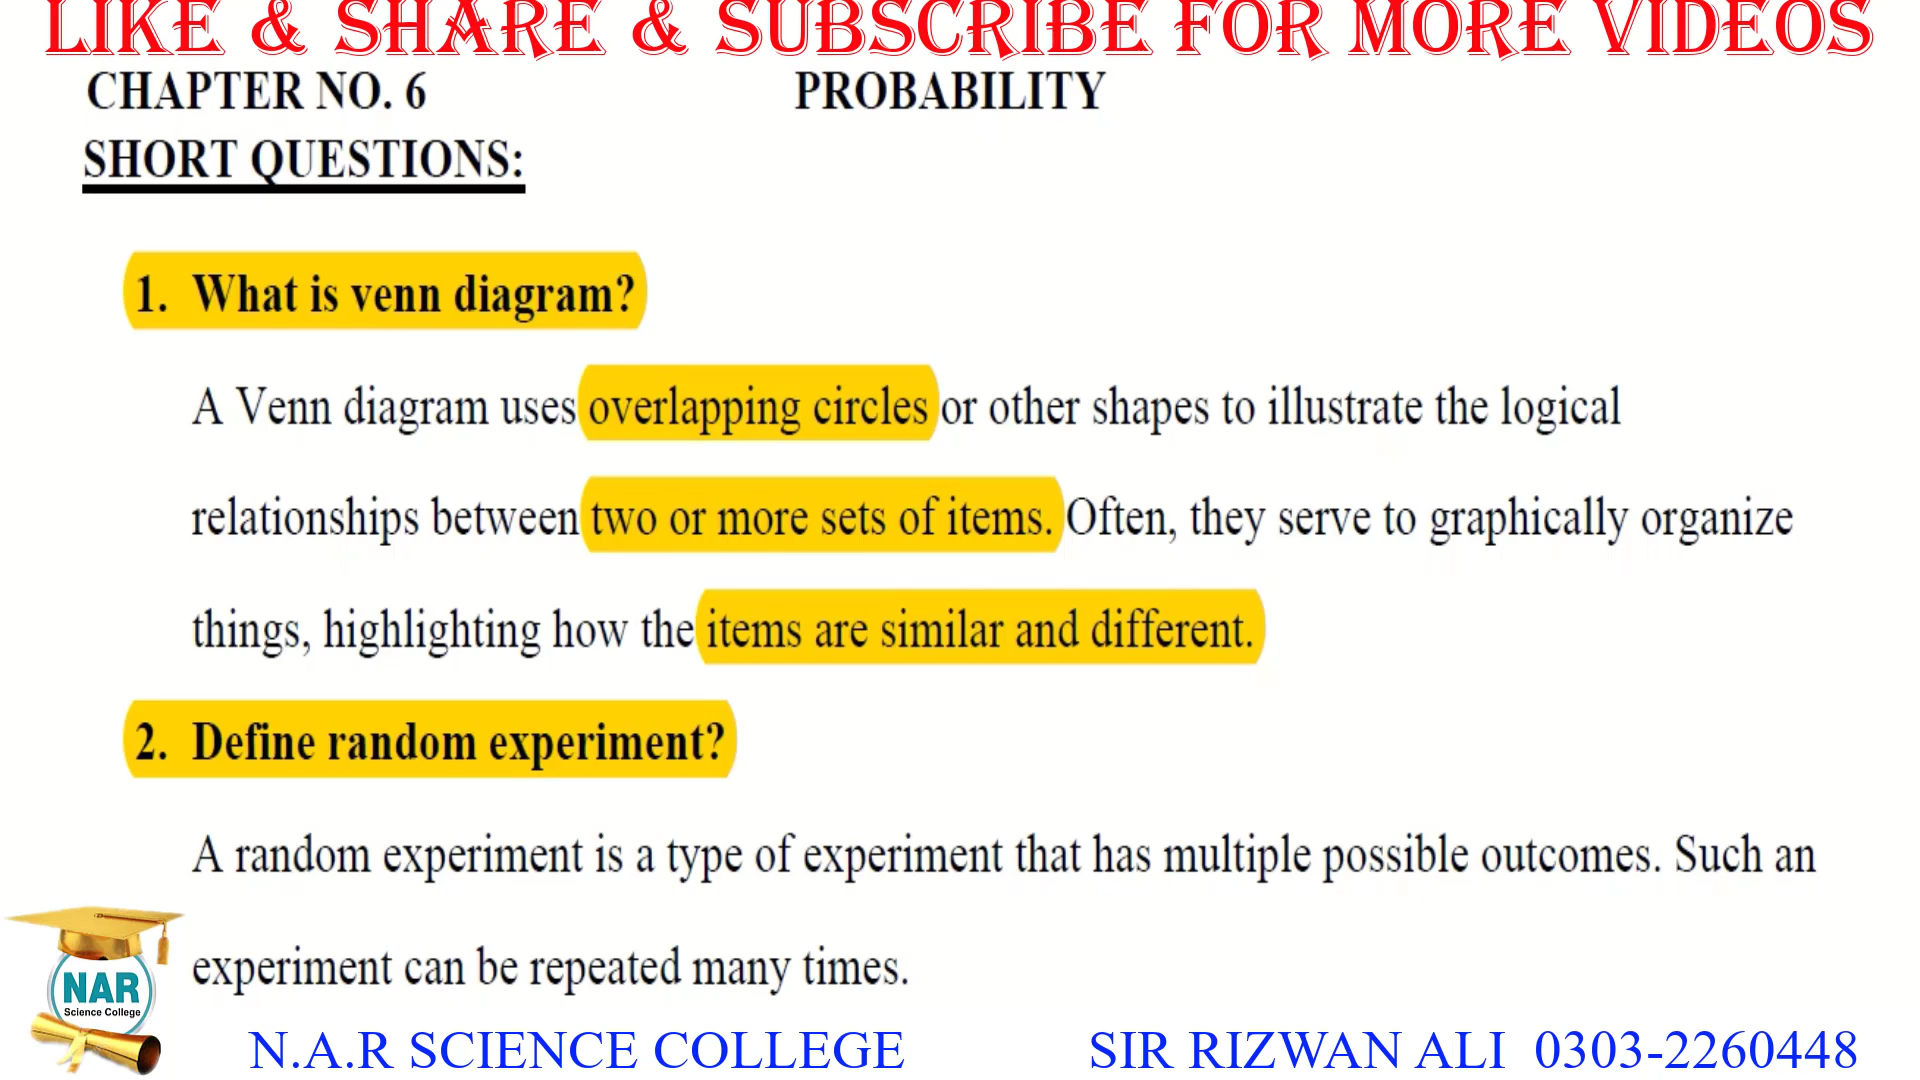 LIKE & SHARE & SUBSCRIBE FOR MORE VIDEOS
CHAPTER NO. 6 PROBABILITY
SHORT QUESTIONS:
1. What is venn diagram?
A Venn diagram uses overlapping circles or other shapes to illustrate the logical
relationships between two or more sets of items. Often, they serve to graphically organize
things, highlighting how the items are similar and different.
2. Define random experiment?
A random experiment is a type of experiment that has multiple possible outcomes. Such an
experiment can be repeated many times.
NAR
Science College
N.A.R SCIENCE COLLEGE SIR RIZWAN ALI 0303-2260448